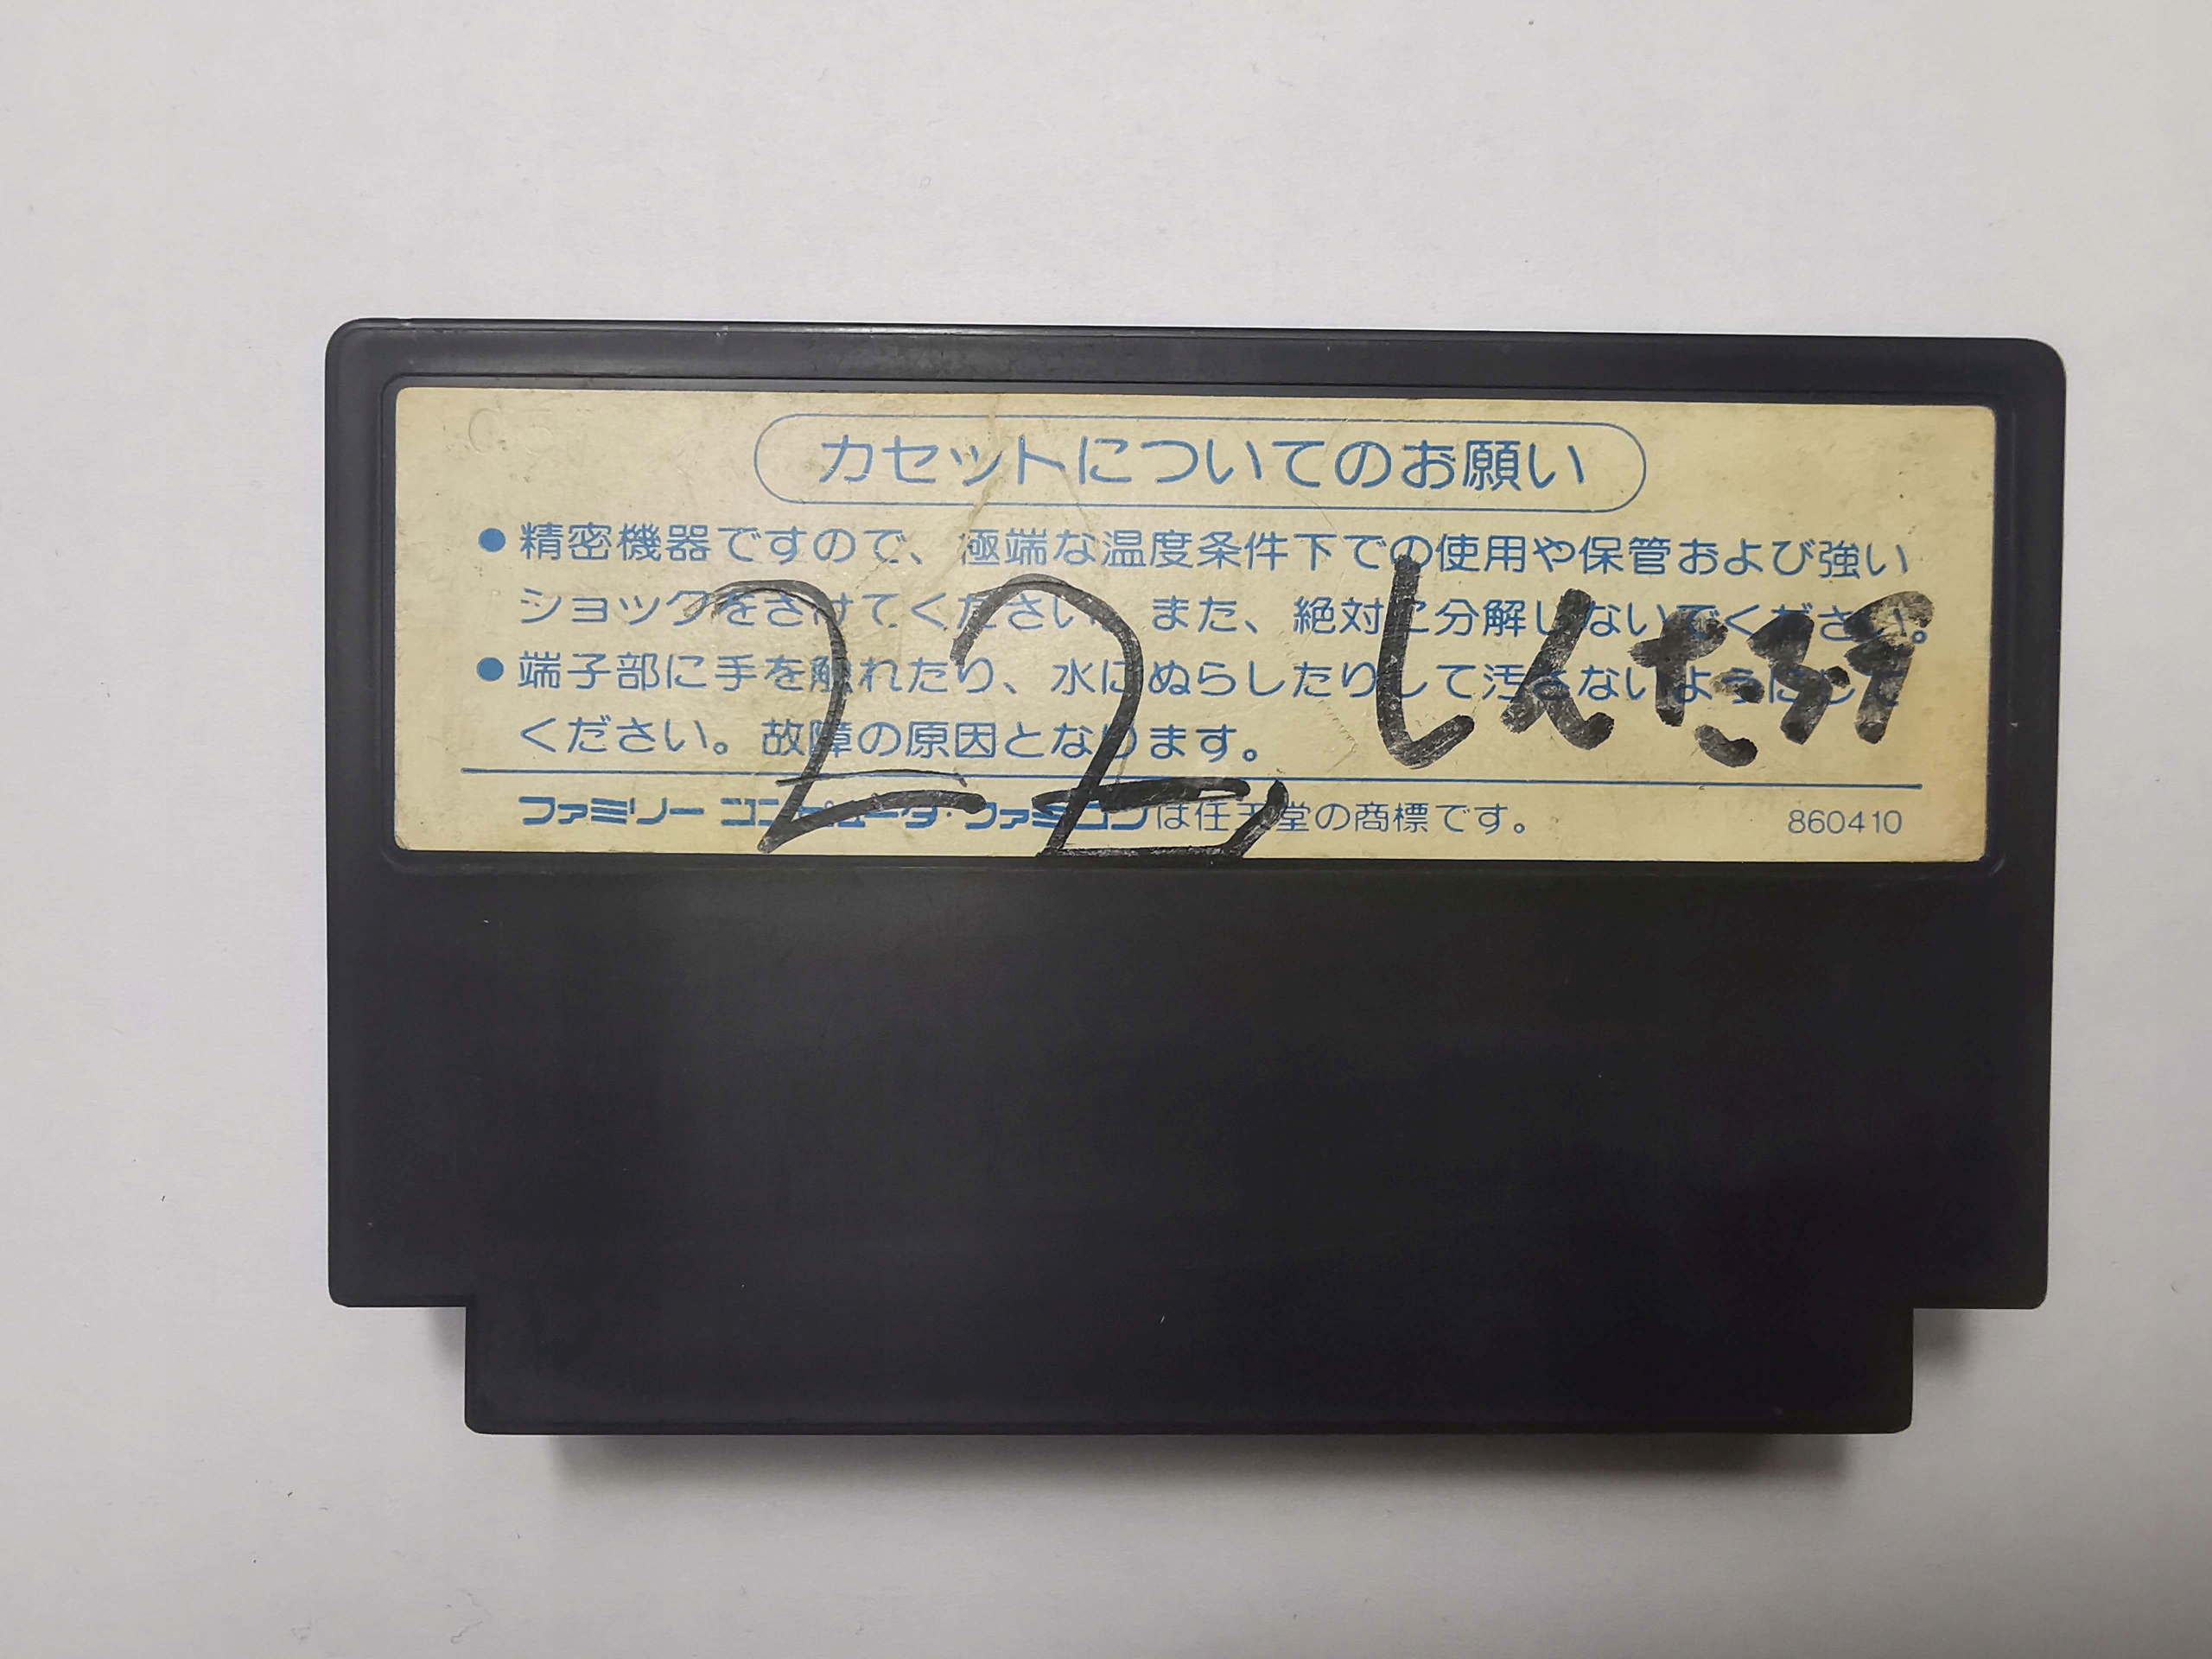 カセットについてのお願い
●精密機器ですので、極端な温度条件下での使用や保管および強い
ショックをさけてください。また、絶対に分解しないでください。
●端子部に手を触れたり、水にぬらしたりして汚さないようにして
ください。故障の原因となります。
ファミリーコンピュータ・ファミコンは任天堂の商標です。
860410
22
しんたろう